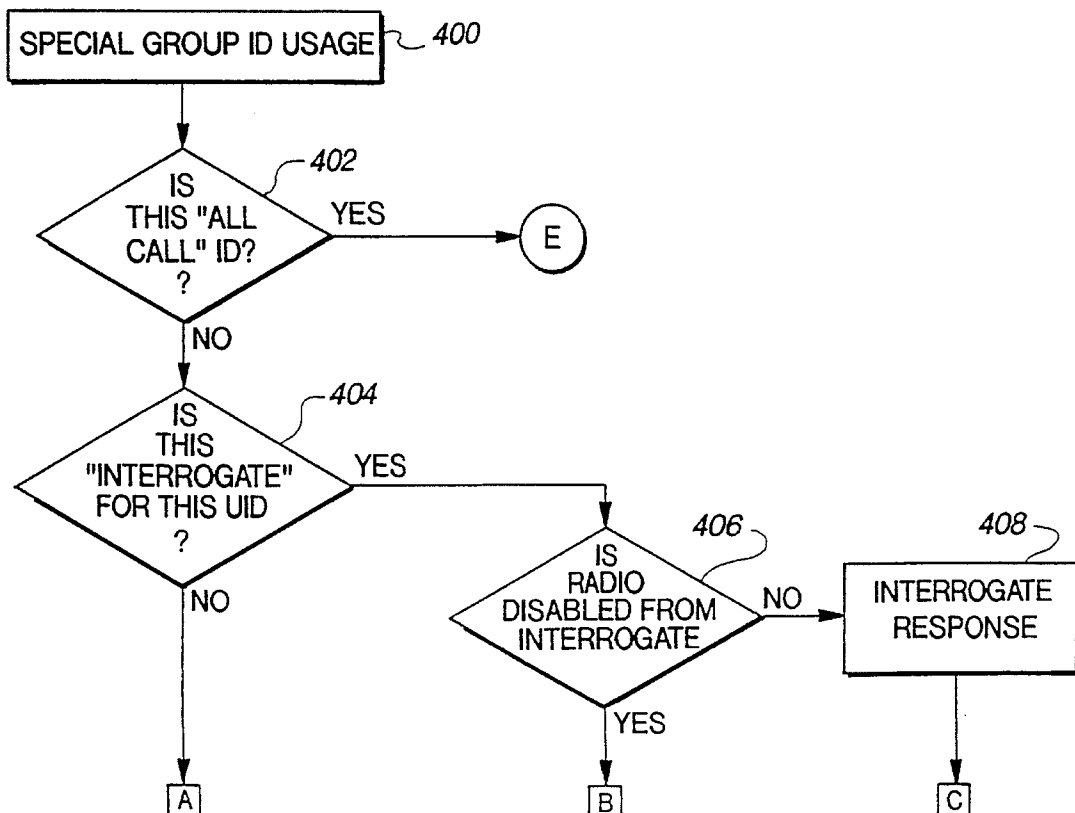 SPECIAL GROUP ID USAGE
400
402
IS
THIS "ALL
CALL" ID?
?
YES
E
NO
404
IS
THIS
"INTERROGATE"
FOR THIS UID
?
YES
NO
406
IS
RADIO
DISABLED FROM
INTERROGATE
NO
YES
408
INTERROGATE
RESPONSE
A
B
C